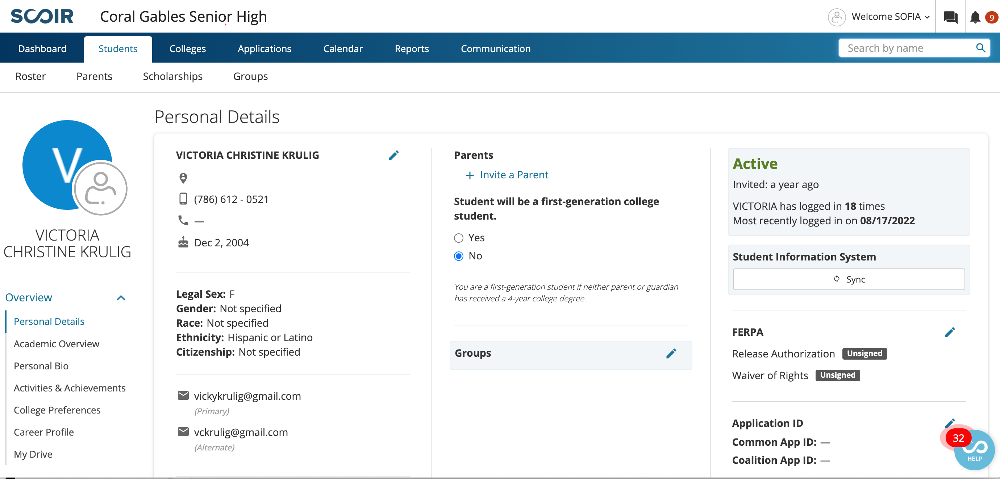 SCOIR
Coral Gables Senior High
Welcome SOFIA
9
Dashboard
Students
Colleges
Applications
Calendar
Reports
Communication
Search by name
Roster
Parents
Scholarships
Groups
V
VICTORIA
CHRISTINE KRULIG
Overview
Personal Details
Academic Overview
Personal Bio
Activities & Achievements
College Preferences
Career Profile
My Drive
Personal Details
VICTORIA CHRISTINE KRULIG
(786) 612 - 0521
—
Dec 2, 2004
Legal Sex: F
Gender: Not specified
Race: Not specified
Ethnicity: Hispanic or Latino
Citizenship: Not specified
vickykrulig@gmail.com
(Primary)
vckrulig@gmail.com
(Alternate)
Parents
+ Invite a Parent
Student will be a first-generation college
student.
Yes
No
You are a first-generation student if neither parent or guardian
has received a 4-year college degree.
Groups
Active
Invited: a year ago
VICTORIA has logged in 18 times
Most recently logged in on 08/17/2022
Student Information System
Sync
FERPA
Release Authorization Unsigned
Waiver of Rights Unsigned
Application ID
Common App ID: —
Coalition App ID: —
32
HELP